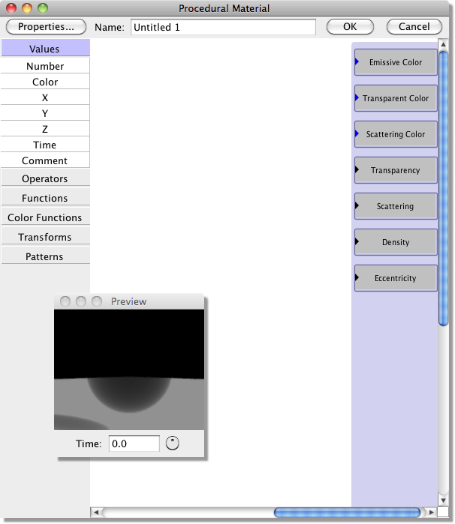 Procedural Material
Properties... Name: Untitled 1 OK Cancel
Values
Number
Color
X
Y
Z
Time
Comment
Operators
Functions
Color Functions
Transforms
Patterns
Emissive Color
Transparent Color
Scattering Color
Transparency
Scattering
Density
Eccentricity
Preview
Time: 0.0